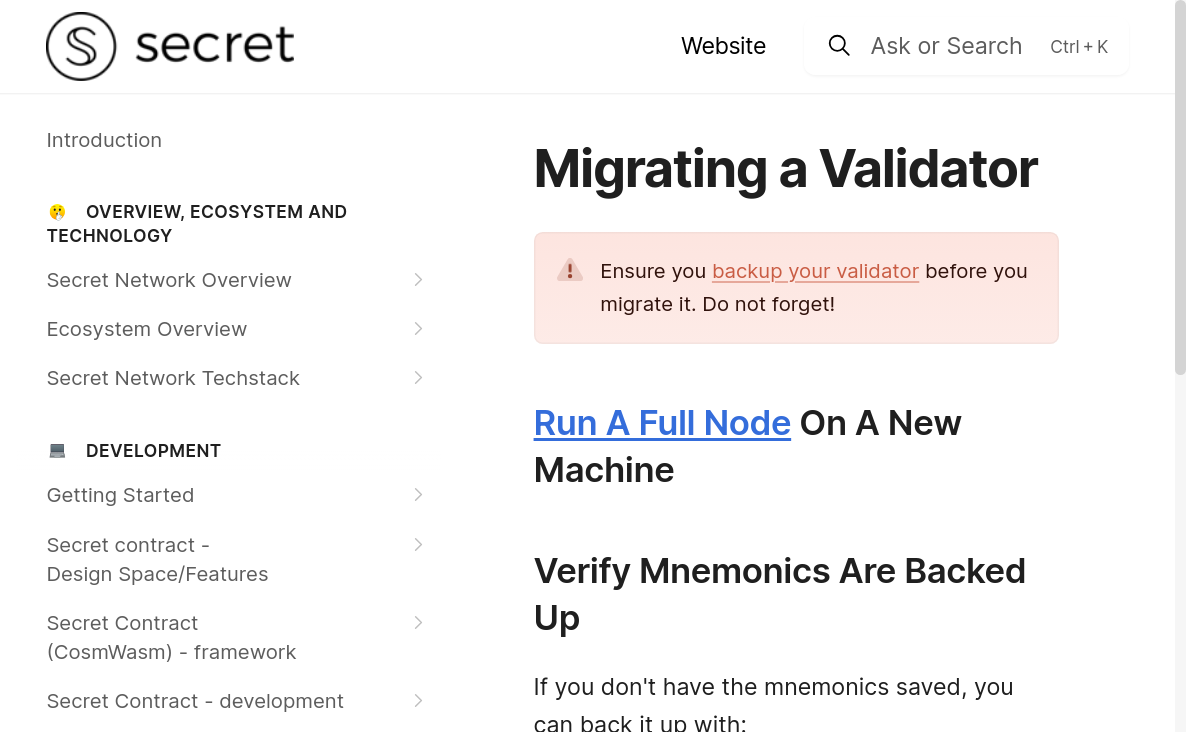 secret
Website
Ask or Search
Ctrl + K
Introduction
OVERVIEW, ECOSYSTEM AND
TECHNOLOGY
Secret Network Overview
Ecosystem Overview
Secret Network Techstack
DEVELOPMENT
Getting Started
Secret contract -
Design Space/Features
Secret Contract
(CosmWasm) - framework
Secret Contract - development
Migrating a Validator
Ensure you backup your validator before you
migrate it. Do not forget!
Run A Full Node On A New
Machine
Verify Mnemonics Are Backed
Up
If you don't have the mnemonics saved, you
can back it up with: